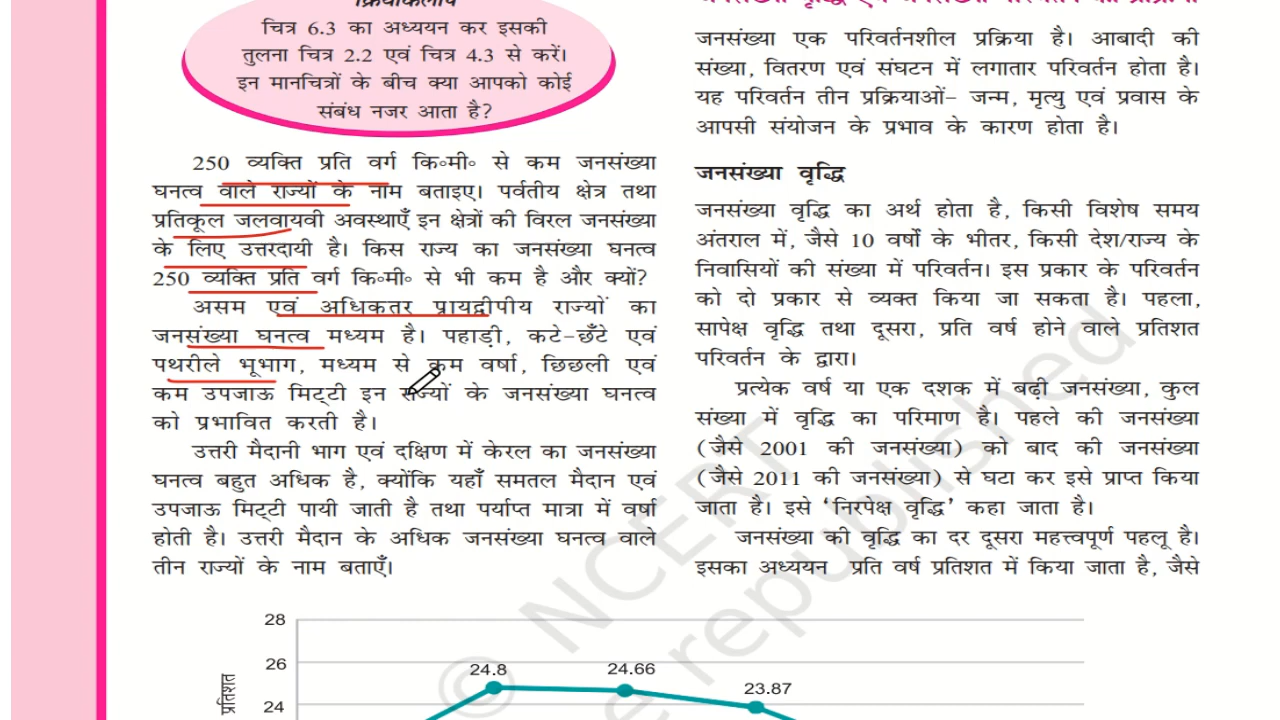 क्रियाकलाप
चित्र 6.3 का अध्ययन कर इसकी
तुलना चित्र 2.2 एवं चित्र 4.3 से करें।
इन मानचित्रों के बीच क्या आपको कोई
संबंध नजर आता है?
250 व्यक्ति प्रति वर्ग कि॰मी॰ से कम जनसंख्या
घनत्व वाले राज्यों के नाम बताइए। पर्वतीय क्षेत्र तथा
प्रतिकूल जलवायवी अवस्थाएँ इन क्षेत्रों की विरल जनसंख्या
के लिए उत्तरदायी है। किस राज्य का जनसंख्या घनत्व
250 व्यक्ति प्रति वर्ग कि॰मी॰ से भी कम है और क्यों?
असम एवं अधिकतर प्रायद्वीपीय राज्यों का
जनसंख्या घनत्व मध्यम है। पहाड़ी, कटे-छँटे एवं
पथरीले भूभाग, मध्यम से कम वर्षा, छिछली एवं
कम उपजाऊ मिट्टी इन राज्यों के जनसंख्या घनत्व
को प्रभावित करती है।
उत्तरी मैदानी भाग एवं दक्षिण में केरल का जनसंख्या
घनत्व बहुत अधिक है, क्योंकि यहाँ समतल मैदान एवं
उपजाऊ मिट्टी पायी जाती है तथा पर्याप्त मात्रा में वर्षा
होती है। उत्तरी मैदान के अधिक जनसंख्या घनत्व वाले
तीन राज्यों के नाम बताएँ।
जनसंख्या एक परिवर्तनशील प्रक्रिया है। आबादी की
संख्या, वितरण एवं संघटन में लगातार परिवर्तन होता है।
यह परिवर्तन तीन प्रक्रियाओं- जन्म, मृत्यु एवं प्रवास के
आपसी संयोजन के प्रभाव के कारण होता है।
जनसंख्या वृद्धि
जनसंख्या वृद्धि का अर्थ होता है, किसी विशेष समय
अंतराल में, जैसे 10 वर्षों के भीतर, किसी देश/राज्य के
निवासियों की संख्या में परिवर्तन। इस प्रकार के परिवर्तन
को दो प्रकार से व्यक्त किया जा सकता है। पहला,
सापेक्ष वृद्धि तथा दूसरा, प्रति वर्ष होने वाले प्रतिशत
परिवर्तन के द्वारा।
प्रत्येक वर्ष या एक दशक में बढ़ी जनसंख्या, कुल
संख्या में वृद्धि का परिमाण है। पहले की जनसंख्या
(जैसे 2001 की जनसंख्या) को बाद की जनसंख्या
(जैसे 2011 की जनसंख्या) से घटा कर इसे प्राप्त किया
जाता है। इसे 'निरपेक्ष वृद्धि' कहा जाता है।
जनसंख्या की वृद्धि का दर दूसरा महत्त्वपूर्ण पहलू है।
इसका अध्ययन प्रति वर्ष प्रतिशत में किया जाता है, जैसे
28
26
24
प्रतिशत
24.8
24.66
23.87
© NCERT
e republished